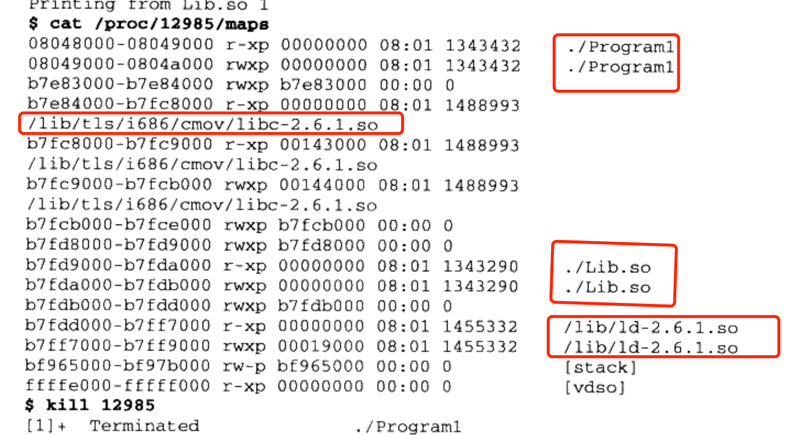 Printing from Lib.so 1
$ cat /proc/12985/maps
08048000-08049000 r-xp 00000000 08:01 1343432 ./Program1
08049000-0804a000 rwxp 00000000 08:01 1343432 ./Program1
b7e83000-b7e84000 rwxp b7e83000 00:00 0
b7e84000-b7fc8000 r-xp 00000000 08:01 1488993
/lib/tls/i686/cmov/libc-2.6.1.so
b7fc8000-b7fc9000 r-xp 00143000 08:01 1488993
/lib/tls/i686/cmov/libc-2.6.1.so
b7fc9000-b7fcb000 rwxp 00144000 08:01 1488993
/lib/tls/i686/cmov/libc-2.6.1.so
b7fcb000-b7fce000 rwxp b7fcb000 00:00 0
b7fd8000-b7fd9000 rwxp b7fd8000 00:00 0
b7fd9000-b7fda000 r-xp 00000000 08:01 1343290 ./Lib.so
b7fda000-b7fdb000 rwxp 00000000 08:01 1343290 ./Lib.so
b7fdb000-b7fdd000 rwxp b7fdb000 00:00 0
b7fdd000-b7ff7000 r-xp 00000000 08:01 1455332 /lib/ld-2.6.1.so
b7ff7000-b7ff9000 rwxp 00019000 08:01 1455332 /lib/ld-2.6.1.so
bf965000-bf97b000 rw-p bf965000 00:00 0 [stack]
ffffe000-fffff000 r-xp 00000000 00:00 0 [vdso]
$ kill 12985
[1]+ Terminated ./Program1